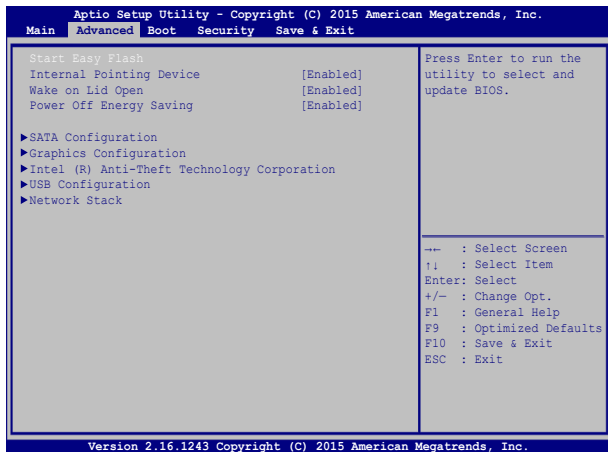 Aptio Setup Utility - Copyright (C) 2015 American Megatrends, Inc.
Main Advanced Boot Security Save & Exit
Start Easy Flash
Internal Pointing Device [Enabled]
Wake on Lid Open [Enabled]
Power Off Energy Saving [Enabled]
▶SATA Configuration
▶Graphics Configuration
▶Intel (R) Anti-Theft Technology Corporation
▶USB Configuration
▶Network Stack
Press Enter to run the
utility to select and
update BIOS.
→← : Select Screen
↑↓ : Select Item
Enter: Select
+/— : Change Opt.
F1 : General Help
F9 : Optimized Defaults
F10 : Save & Exit
ESC : Exit
Version 2.16.1243 Copyright (C) 2015 American Megatrends, Inc.